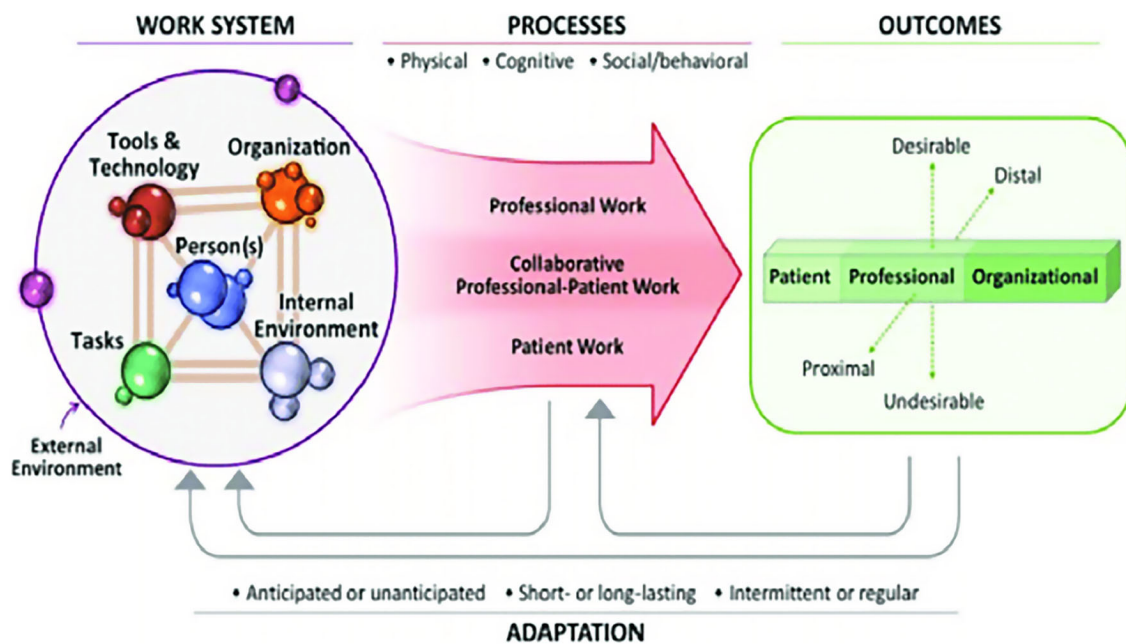 WORK SYSTEM
PROCESSES
OUTCOMES
• Physical • Cognitive • Social/behavioral
Tools &
Technology
Organization
Person(s)
Internal
Environment
Tasks
External
Environment
Professional Work
Collaborative
Professional-Patient Work
Patient Work
Desirable
Distal
Patient
Professional
Organizational
Proximal
Undesirable
• Anticipated or unanticipated • Short- or long-lasting • Intermittent or regular
ADAPTATION